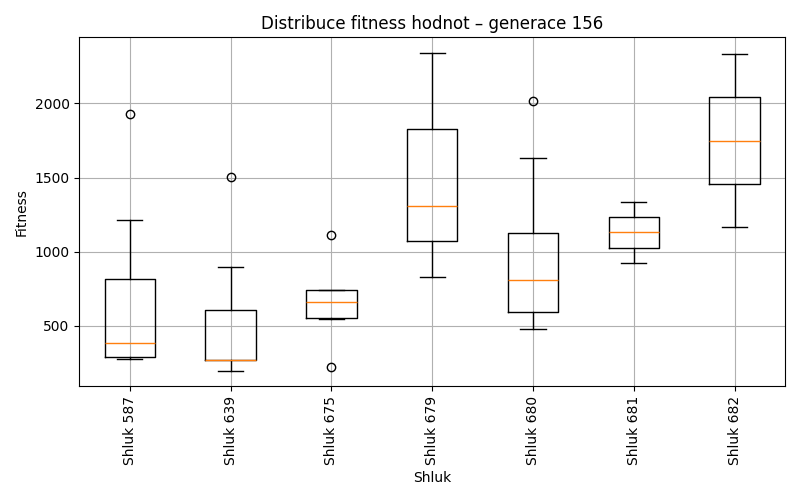 Distribuce fitness hodnot – generace 156
Fitness
2000
1500
1000
500
Shluk 587
Shluk 639
Shluk 675
Shluk 679
Shluk 680
Shluk 681
Shluk 682
Shluk